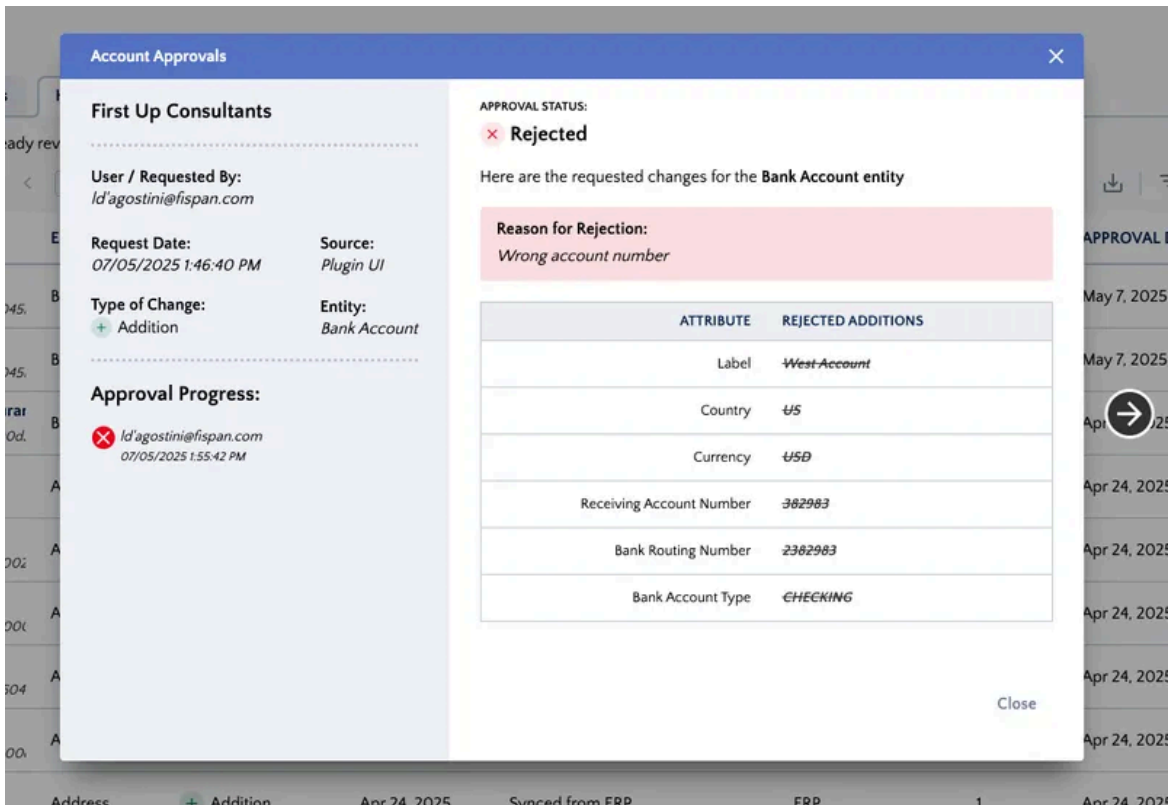 Account Approvals
First Up Consultants
User / Requested By:
ld'agostini@fispan.com
Request Date:
07/05/2025 1:46:40 PM
Source:
Plugin UI
Type of Change:
+ Addition
Entity:
Bank Account
Approval Progress:
ld'agostini@fispan.com
07/05/2025 1:55:42 PM
APPROVAL STATUS:
Rejected
Here are the requested changes for the Bank Account entity
Reason for Rejection:
Wrong account number
ATTRIBUTE REJECTED ADDITIONS
Label West Account
Country US
Currency USD
Receiving Account Number 382983
Bank Routing Number 2382983
Bank Account Type CHECKING
Close
APPROVAL
May 7, 2025
May 7, 2025
Apr 24, 2025
Apr 24, 2025
Apr 24, 2025
Apr 24, 2025
Apr 24, 2025
Address + Addition Apr 24, 2025 Synced from ERP ERP 1 Apr 24, 2025